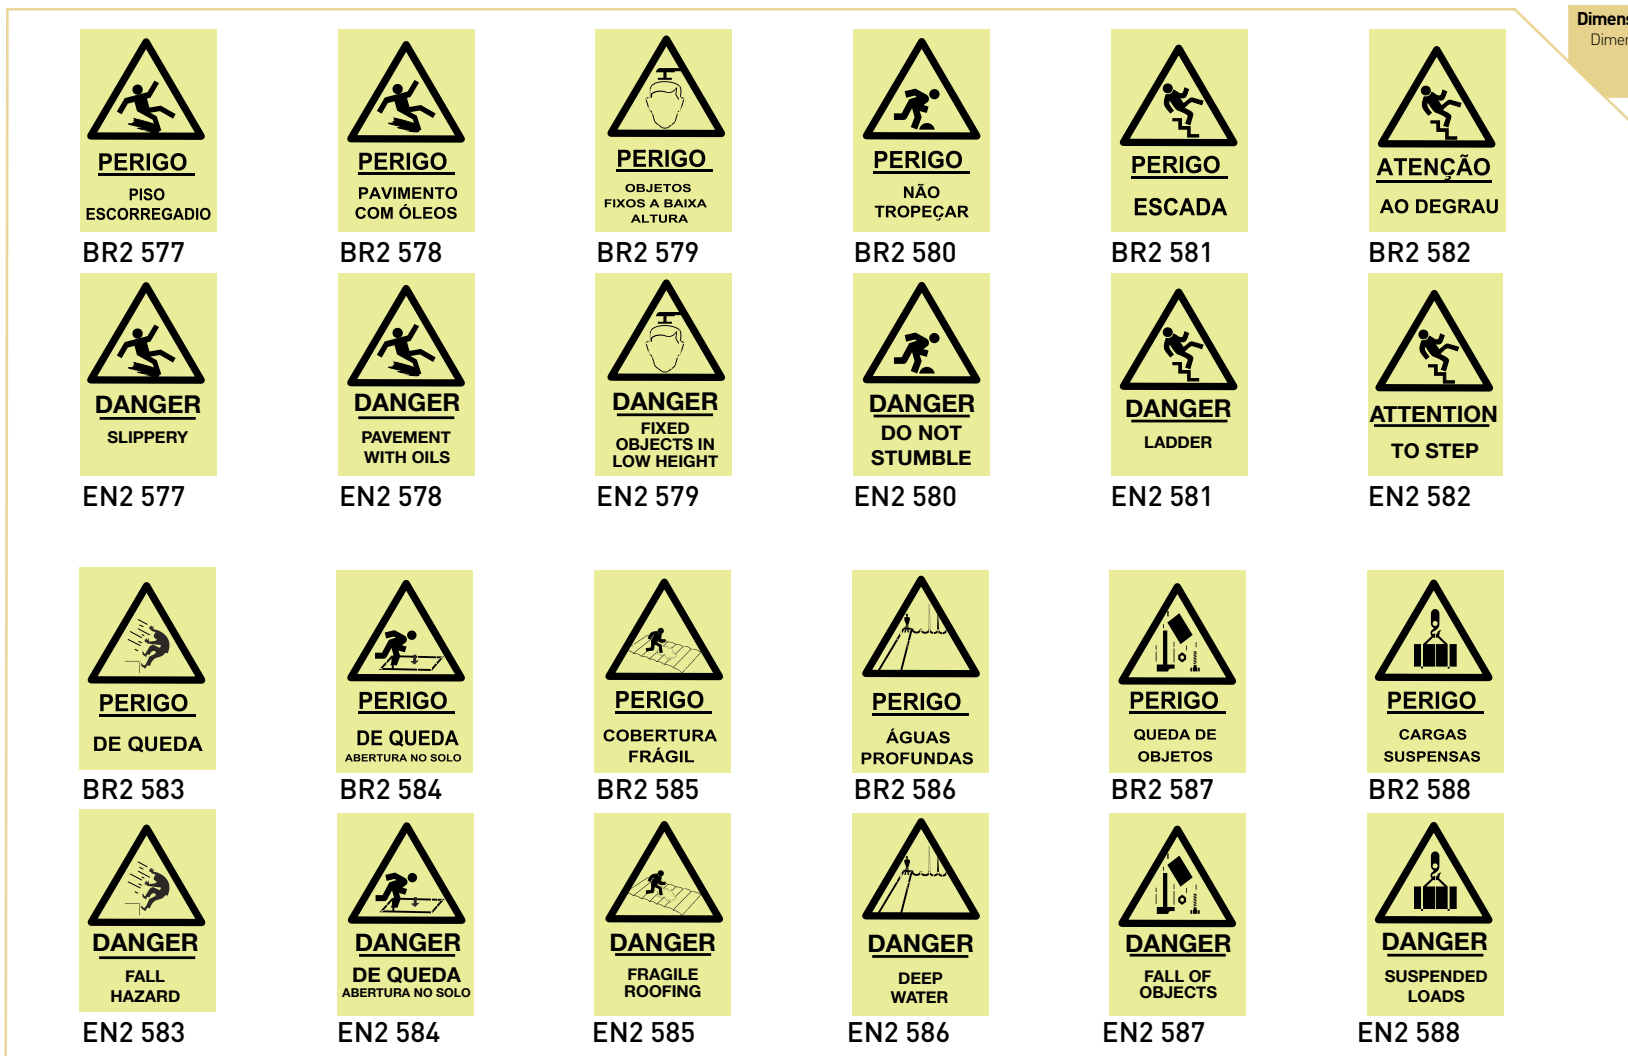 Dimens
Dimen
PERIGO
PISO
ESCORREGADIO
BR2 577
PERIGO
PAVIMENTO
COM ÓLEOS
BR2 578
PERIGO
OBJETOS
FIXOS A BAIXA
ALTURA
BR2 579
PERIGO
NÃO
TROPEÇAR
BR2 580
PERIGO
ESCADA
BR2 581
ATENÇÃO
AO DEGRAU
BR2 582
DANGER
SLIPPERY
EN2 577
DANGER
PAVEMENT
WITH OILS
EN2 578
DANGER
FIXED
OBJECTS IN
LOW HEIGHT
EN2 579
DANGER
DO NOT
STUMBLE
EN2 580
DANGER
LADDER
EN2 581
ATTENTION
TO STEP
EN2 582
PERIGO
DE QUEDA
BR2 583
PERIGO
DE QUEDA
ABERTURA NO SOLO
BR2 584
PERIGO
COBERTURA
FRÁGIL
BR2 585
PERIGO
ÁGUAS
PROFUNDAS
BR2 586
PERIGO
QUEDA DE
OBJETOS
BR2 587
PERIGO
CARGAS
SUSPENSAS
BR2 588
DANGER
FALL
HAZARD
EN2 583
DANGER
DE QUEDA
ABERTURA NO SOLO
EN2 584
DANGER
FRAGILE
ROOFING
EN2 585
DANGER
DEEP
WATER
EN2 586
DANGER
FALL OF
OBJECTS
EN2 587
DANGER
SUSPENDED
LOADS
EN2 588